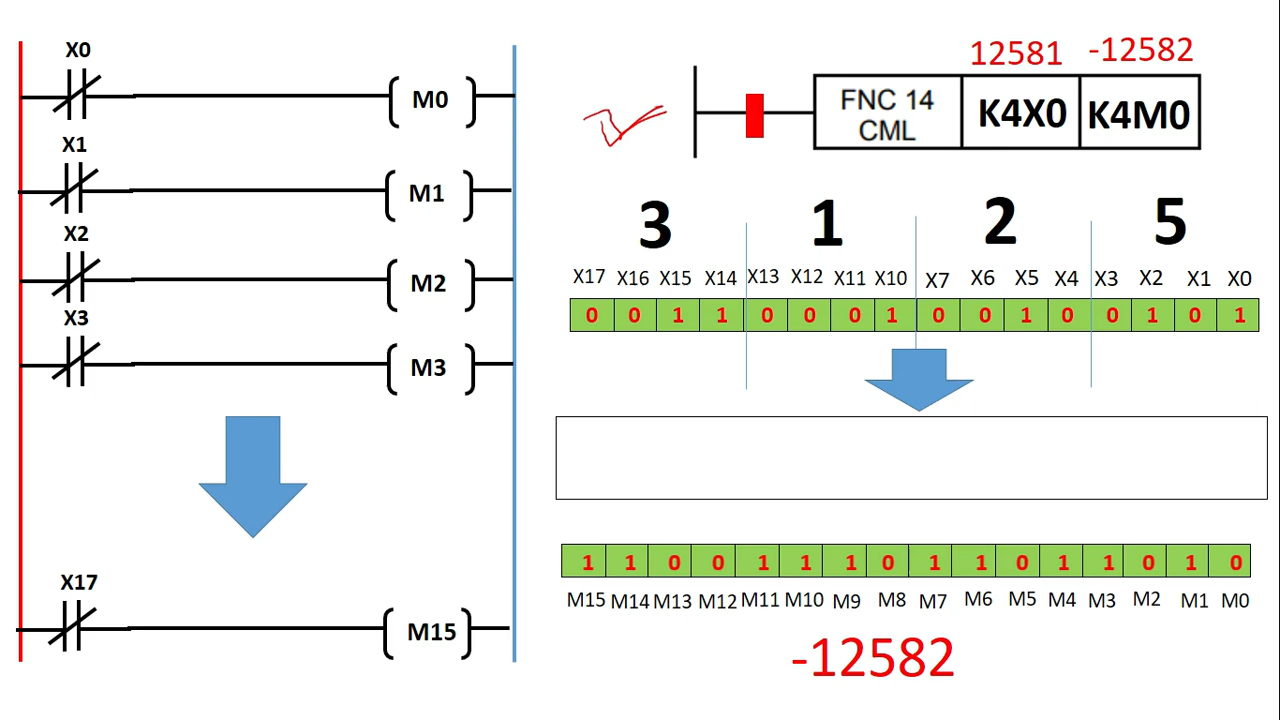 X0
M0
X1
M1
X2
M2
X3
M3
X17
M15
12581 -12582
FNC 14
CML
K4X0
K4M0
3 1 2 5
X17 X16 X15 X14 X13 X12 X11 X10 X7 X6 X5 X4 X3 X2 X1 X0
0 0 1 1 0 0 0 1 0 0 1 0 0 1 0 1
1 1 0 0 1 1 1 0 1 1 0 1 1 0 1 0
M15 M14 M13 M12 M11 M10 M9 M8 M7 M6 M5 M4 M3 M2 M1 M0
-12582